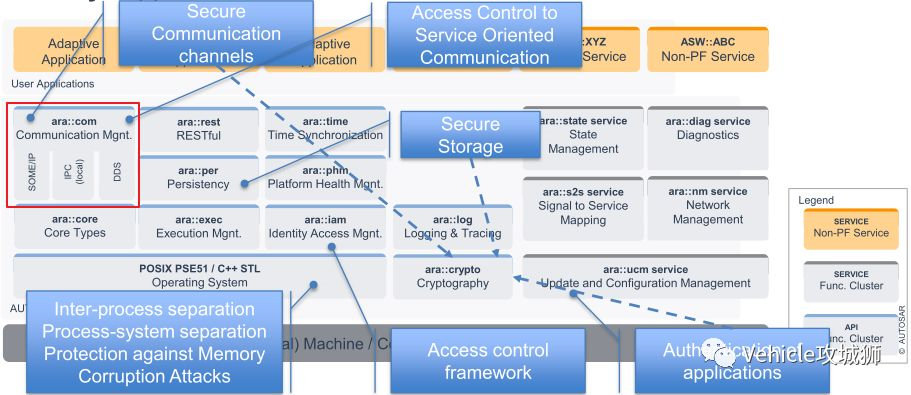 Secure
Communication
channels
Access Control to
Service Oriented
Communication
Adaptive
Application
Adaptive
Application
::XYZ
Service
ASW::ABC
Non-PF Service
User Applications
ara::com
Communication Mgnt.
SOME/IP
IPC
(local)
DDS
ara::rest
RESTful
ara::time
Time Synchronization
ara::per
Persistency
ara::phm
Platform Health Mgnt.
Secure
Storage
ara::state service
State
Management
ara::diag service
Diagnostics
ara::s2s service
Signal to Service
Mapping
ara::nm service
Network
Management
ara::core
Core Types
ara::exec
Execution Mgnt.
ara::iam
Identity Access Mgnt.
ara::log
Logging & Tracing
POSIX PSE51 / C++ STL
Operating System
ara::crypto
Cryptography
ara::ucm service
Update and Configuration Management
Legend
SERVICE
Non-PF Service
SERVICE
Func. Cluster
API
Func. Cluster
© AUTOSAR
Inter-process separation
Process-system separation
Protection against Memory
Corruption Attacks
Machine /
Access control
framework
applications
Vehicle攻城狮